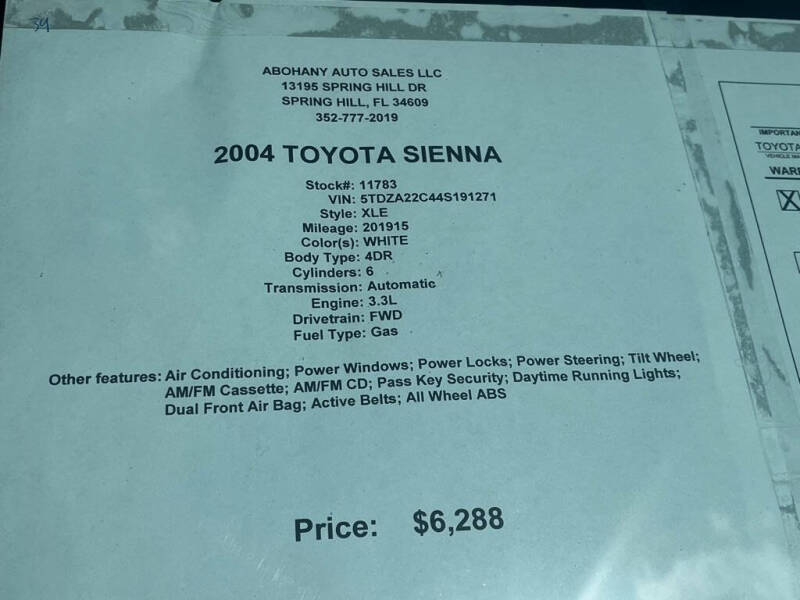 39
ABOHANY AUTO SALES LLC
13195 SPRING HILL DR
SPRING HILL, FL 34609
352-777-2019
2004 TOYOTA SIENNA
Stock#: 11783
VIN: 5TDZA22C44S191271
Style: XLE
Mileage: 201915
Color(s): WHITE
Body Type: 4DR
Cylinders: 6
Transmission: Automatic
Engine: 3.3L
Drivetrain: FWD
Fuel Type: Gas
Other features: Air Conditioning; Power Windows; Power Locks; Power Steering; Tilt Wheel;
AM/FM Cassette; AM/FM CD; Pass Key Security; Daytime Running Lights;
Dual Front Air Bag; Active Belts; All Wheel ABS
Price: $6,288
IMPORTAN
TOYOTA
VEHICLE MA
WARR
X